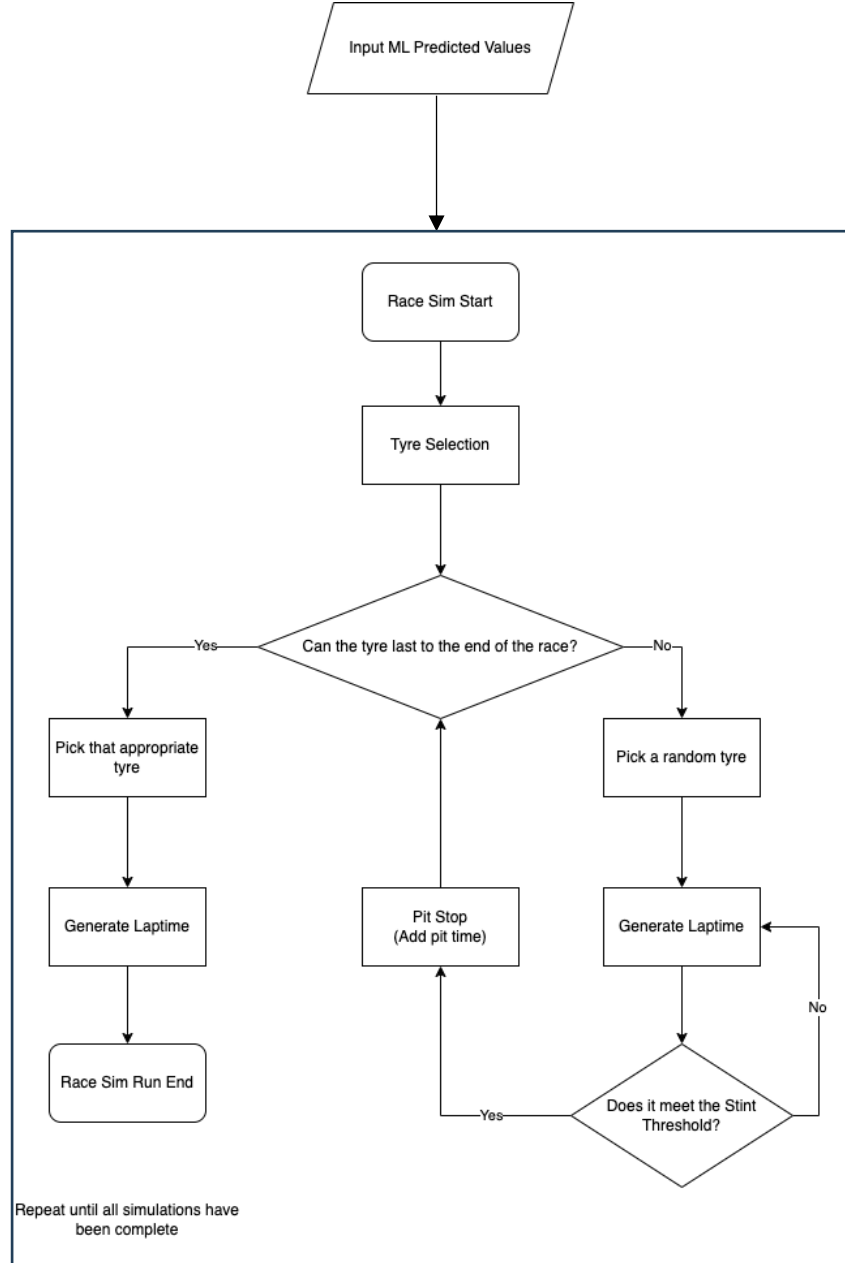 Input ML Predicted Values
Race Sim Start
Tyre Selection
Can the tyre last to the end of the race?
Yes
No
Pick that appropriate
tyre
Pick a random tyre
Generate Laptime
Pit Stop
(Add pit time)
Generate Laptime
No
Race Sim Run End
Does it meet the Stint
Threshold?
Yes
Repeat until all simulations have
been complete